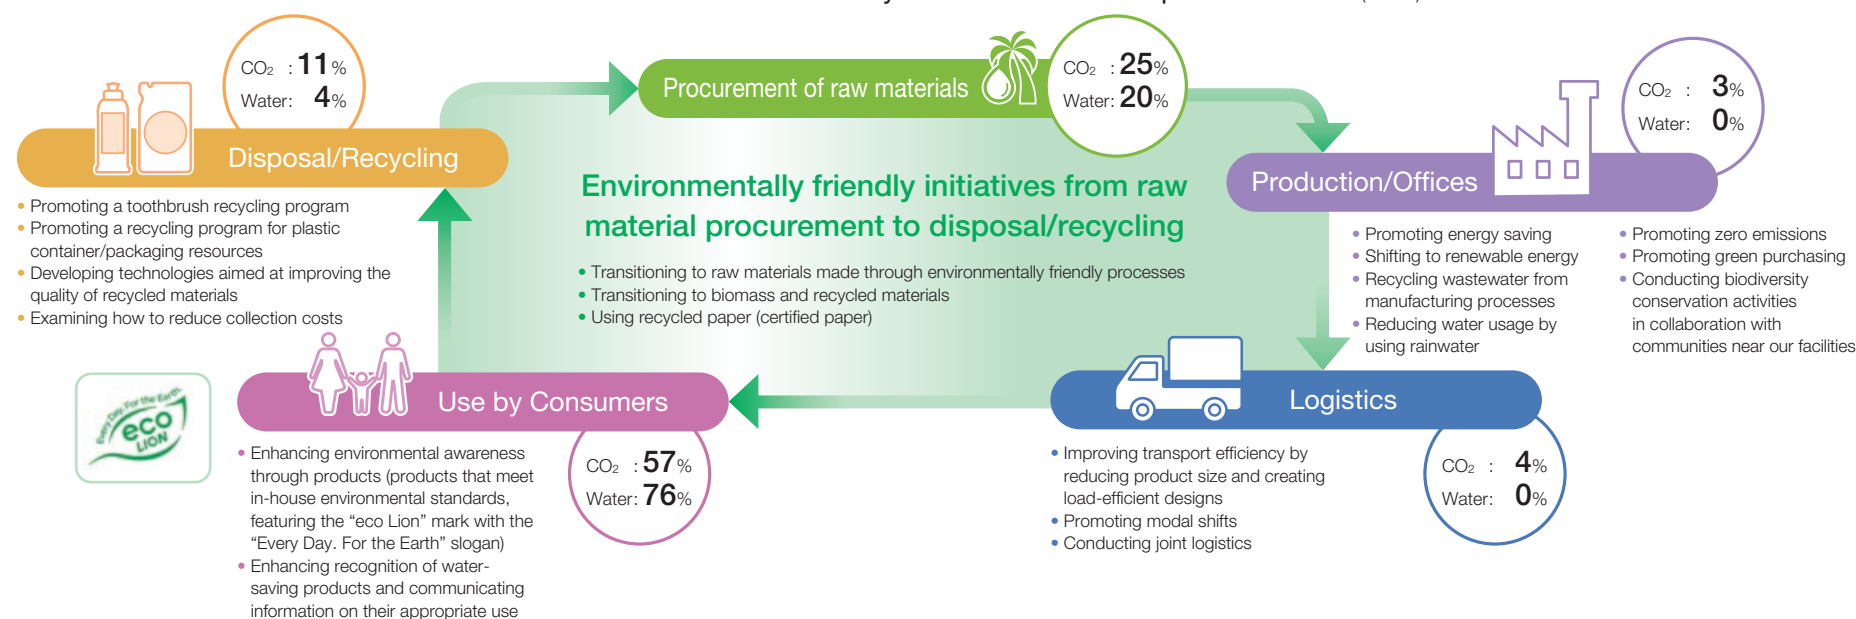 CO₂ : 11%
Water: 4%
Disposal/Recycling
• Promoting a toothbrush recycling program
• Promoting a recycling program for plastic
container/packaging resources
• Developing technologies aimed at improving the
quality of recycled materials
• Examining how to reduce collection costs
Procurement of raw materials
CO₂ : 25%
Water: 20%
Environmentally friendly initiatives from raw
material procurement to disposal/recycling
• Transitioning to raw materials made through environmentally friendly processes
• Transitioning to biomass and recycled materials
• Using recycled paper (certified paper)
CO₂ : 3%
Water: 0%
Production/Offices
• Promoting energy saving
• Shifting to renewable energy
• Recycling wastewater from
manufacturing processes
• Reducing water usage by
using rainwater
• Promoting zero emissions
• Promoting green purchasing
• Conducting biodiversity
conservation activities
in collaboration with
communities near our facilities
Every Day. For the Earth.
eco
LION
Use by Consumers
• Enhancing environmental awareness
through products (products that meet
in-house environmental standards,
featuring the “eco Lion” mark with the
“Every Day. For the Earth” slogan)
• Enhancing recognition of water-
saving products and communicating
information on their appropriate use
CO₂ : 57%
Water: 76%
Logistics
• Improving transport efficiency by
reducing product size and creating
load-efficient designs
• Promoting modal shifts
• Conducting joint logistics
CO₂ : 4%
Water: 0%